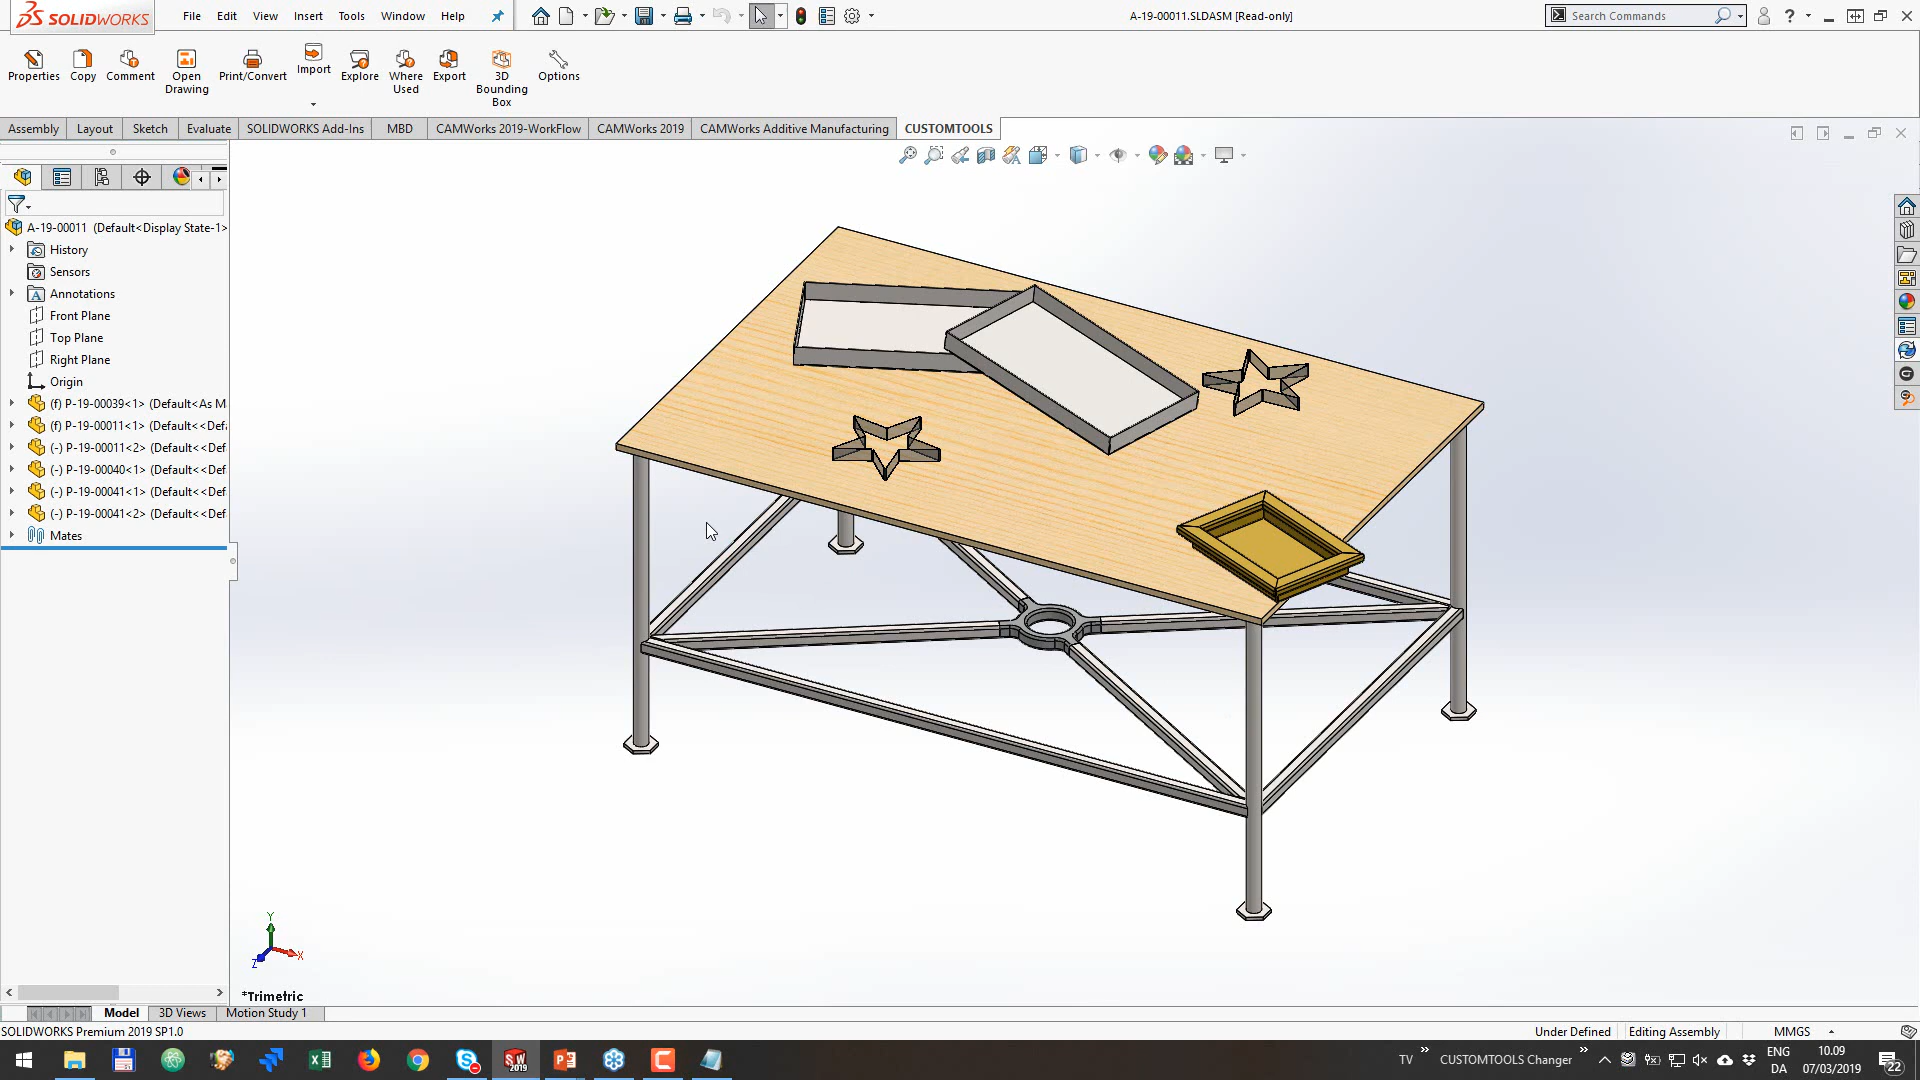 SOLIDWORKS
File Edit View Insert Tools Window Help
A-19-00011.SLDASM [Read-only]
Search Commands
?
Properties
Copy
Comment
Open Drawing
Print/Convert
Import
Explore
Where Used
Export
3D Bounding Box
Options
Assembly Layout Sketch Evaluate SOLIDWORKS Add-Ins MBD CAMWorks 2019-WorkFlow CAMWorks 2019 CAMWorks Additive Manufacturing CUSTOMTOOLS
A-19-00011 (Default<Display State-1>
History
Sensors
Annotations
Front Plane
Top Plane
Right Plane
Origin
(f) P-19-00039<1> (Default<As M
(f) P-19-00011<1> (Default<<Def
(-) P-19-00011<2> (Default<<Def
(-) P-19-00040<1> (Default<<Def
(-) P-19-00041<1> (Default<<Def
(-) P-19-00041<2> (Default<<Def
Mates
Y
X
Z
*Trimetric
Model 3D Views Motion Study 1
SOLIDWORKS Premium 2019 SP1.0
Under Defined Editing Assembly MMGS
TV » CUSTOMTOOLS Changer »
ENG
DA
10.09
07/03/2019
22